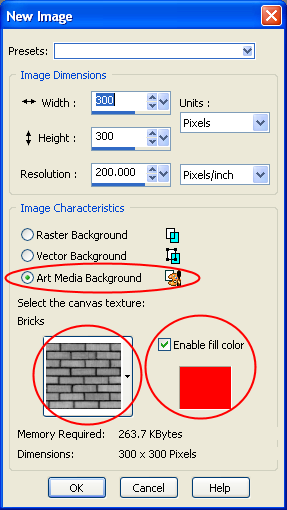 New Image
Presets:
Image Dimensions
Width : 300 Units :
Pixels
Height : 300
Resolution : 200.000 Pixels/inch
Image Characteristics
Raster Background
Vector Background
Art Media Background
Select the canvas texture:
Bricks
Enable fill color
Memory Required: 263.7 KBytes
Dimensions: 300 x 300 Pixels
OK Cancel Help